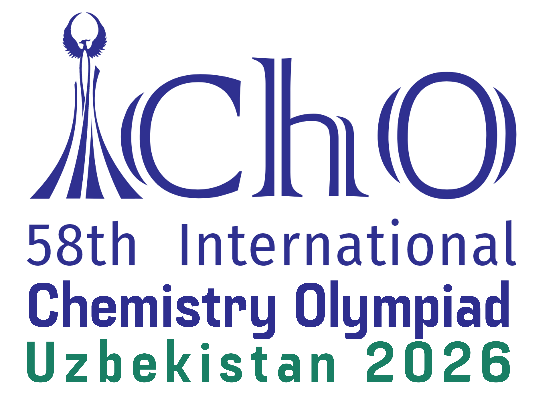 IChO
58th International
Chemistry Olympiad
Uzbekistan 2026